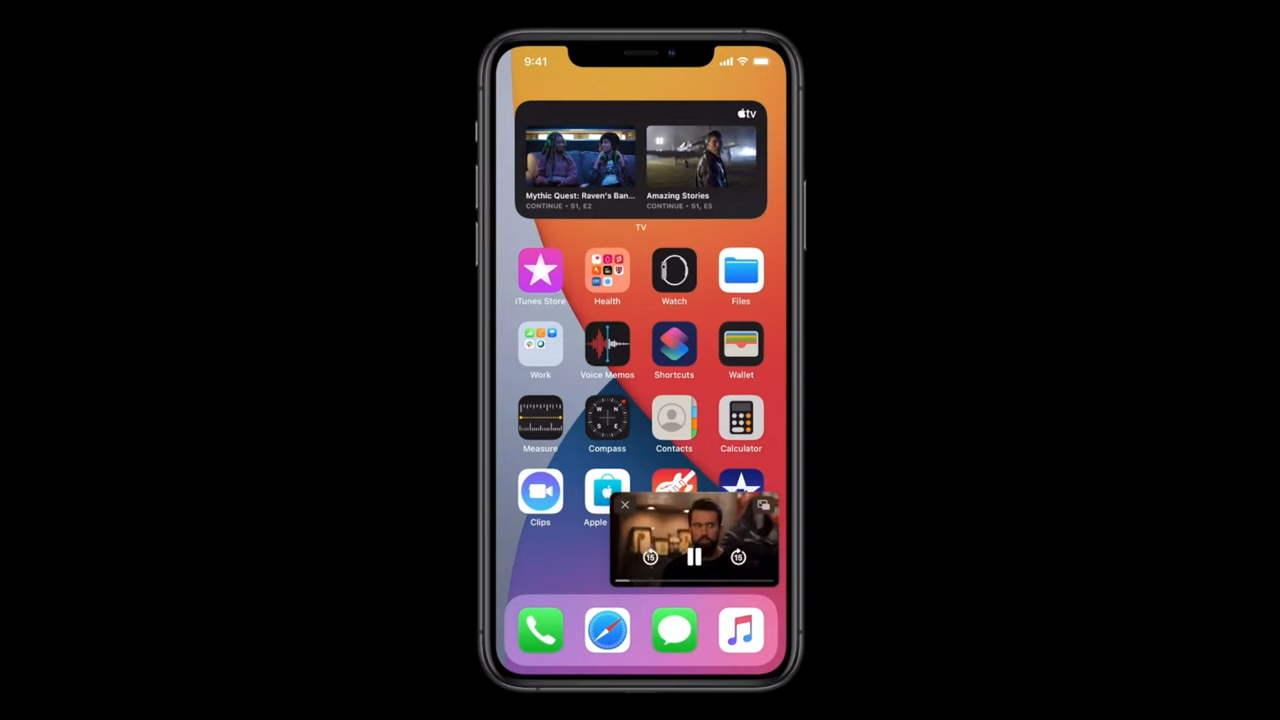 9:41
tv
Mythic Quest: Raven's Ban... Amazing Stories
CONTINUE • S1, E2 CONTINUE • S1, E5
TV
iTunes Store Health Watch Files
Work Voice Memos Shortcuts Wallet
W N S E
Measure Compass Contacts Calculator
Clips Apple
15 15